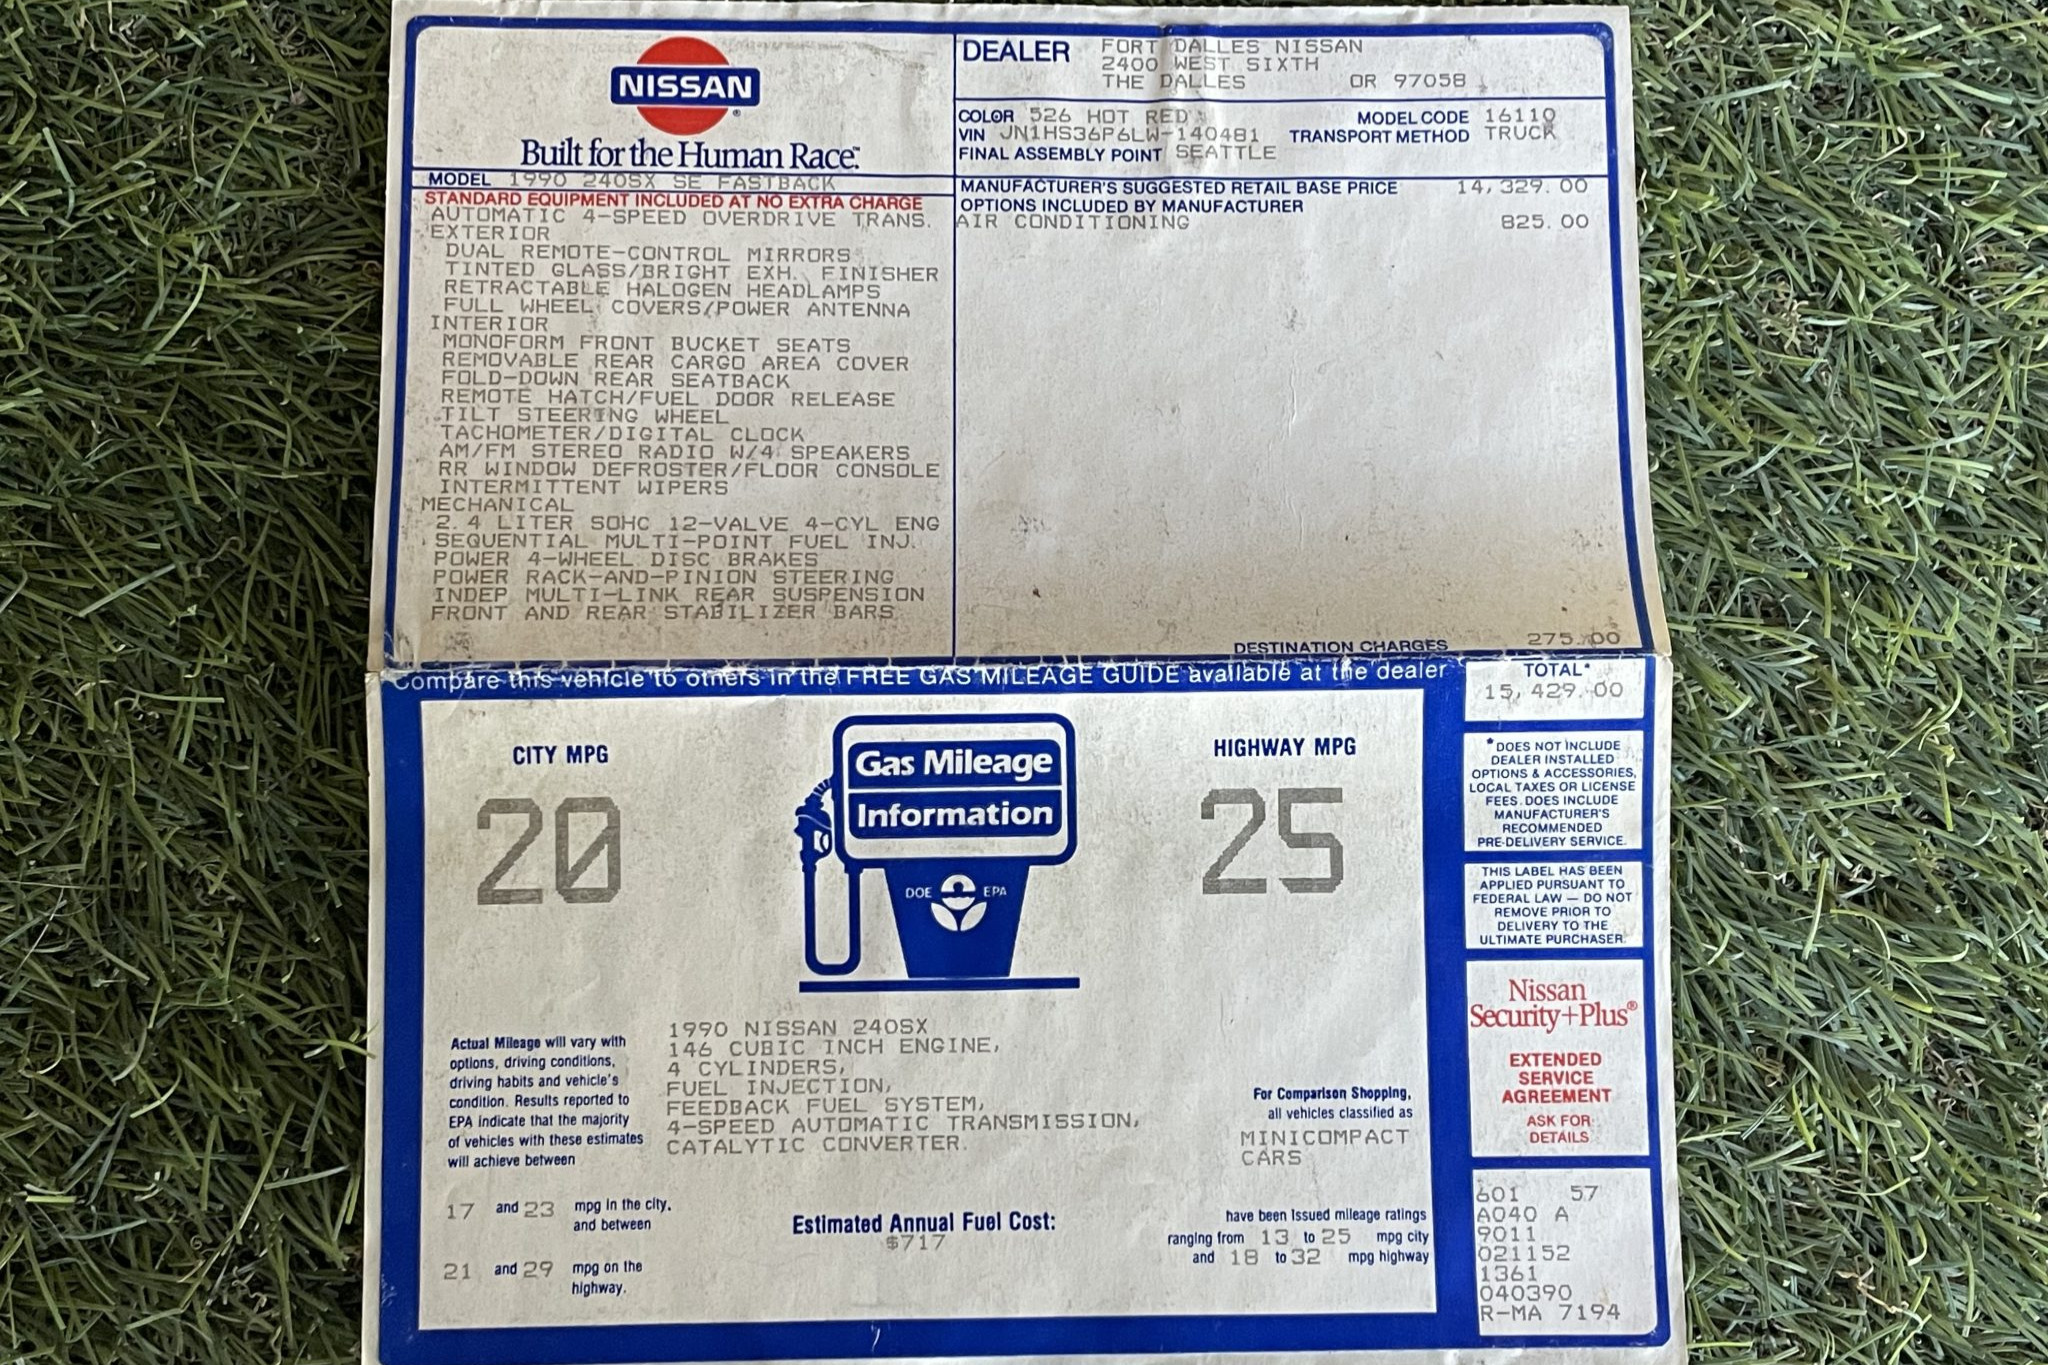 NISSAN
®
Built for the Human Race.™
DEALER FORT DALLES NISSAN
2400 WEST SIXTH
THE DALLES OR 97058
COLOR 526 HOT RED MODEL CODE 16110
VIN JN1HS36P6LW-140481 TRANSPORT METHOD TRUCK
FINAL ASSEMBLY POINT SEATTLE
MODEL 1990 240SX SE FASTBACK
STANDARD EQUIPMENT INCLUDED AT NO EXTRA CHARGE
AUTOMATIC 4-SPEED OVERDRIVE TRANS.
EXTERIOR
DUAL REMOTE-CONTROL MIRRORS
TINTED GLASS/BRIGHT EXH. FINISHER
RETRACTABLE HALOGEN HEADLAMPS
FULL WHEEL COVERS/POWER ANTENNA
INTERIOR
MONOFORM FRONT BUCKET SEATS
REMOVABLE REAR CARGO AREA COVER
FOLD-DOWN REAR SEATBACK
REMOTE HATCH/FUEL DOOR RELEASE
TILT STEERING WHEEL
TACHOMETER/DIGITAL CLOCK
AM/FM STEREO RADIO W/4 SPEAKERS
RR WINDOW DEFROSTER/FLOOR CONSOLE
INTERMITTENT WIPERS
MECHANICAL
2.4 LITER SOHC 12-VALVE 4-CYL ENG
SEQUENTIAL MULTI-POINT FUEL INJ.
POWER 4-WHEEL DISC BRAKES
POWER RACK-AND-PINION STEERING
INDEP MULTI-LINK REAR SUSPENSION
FRONT AND REAR STABILIZER BARS
MANUFACTURER'S SUGGESTED RETAIL BASE PRICE 14,329.00
OPTIONS INCLUDED BY MANUFACTURER
AIR CONDITIONING 825.00
DESTINATION CHARGES 275.00
Compare this vehicle to others in the FREE GAS MILEAGE GUIDE available at the dealer
TOTAL*
15,429.00
CITY MPG
20
Gas Mileage
Information
DOE EPA
HIGHWAY MPG
25
Actual Mileage will vary with
options, driving conditions,
driving habits and vehicle's
condition. Results reported to
EPA indicate that the majority
of vehicles with these estimates
will achieve between
17 and 23 mpg in the city,
and between
21 and 29 mpg on the
highway.
1990 NISSAN 240SX
146 CUBIC INCH ENGINE,
4 CYLINDERS,
FUEL INJECTION,
FEEDBACK FUEL SYSTEM,
4-SPEED AUTOMATIC TRANSMISSION,
CATALYTIC CONVERTER.
Estimated Annual Fuel Cost:
$717
For Comparison Shopping,
all vehicles classified as
MINICOMPACT
CARS
have been issued mileage ratings
ranging from 13 to 25 mpg city
and 18 to 32 mpg highway
*DOES NOT INCLUDE
DEALER INSTALLED
OPTIONS & ACCESSORIES,
LOCAL TAXES OR LICENSE
FEES. DOES INCLUDE
MANUFACTURER'S
RECOMMENDED
PRE-DELIVERY SERVICE.
THIS LABEL HAS BEEN
APPLIED PURSUANT TO
FEDERAL LAW — DO NOT
REMOVE PRIOR TO
DELIVERY TO THE
ULTIMATE PURCHASER.
Nissan
Security+Plus®
EXTENDED
SERVICE
AGREEMENT
ASK FOR
DETAILS
601 57
A040 A
9011
021152
1361
040390
R-MA 7194